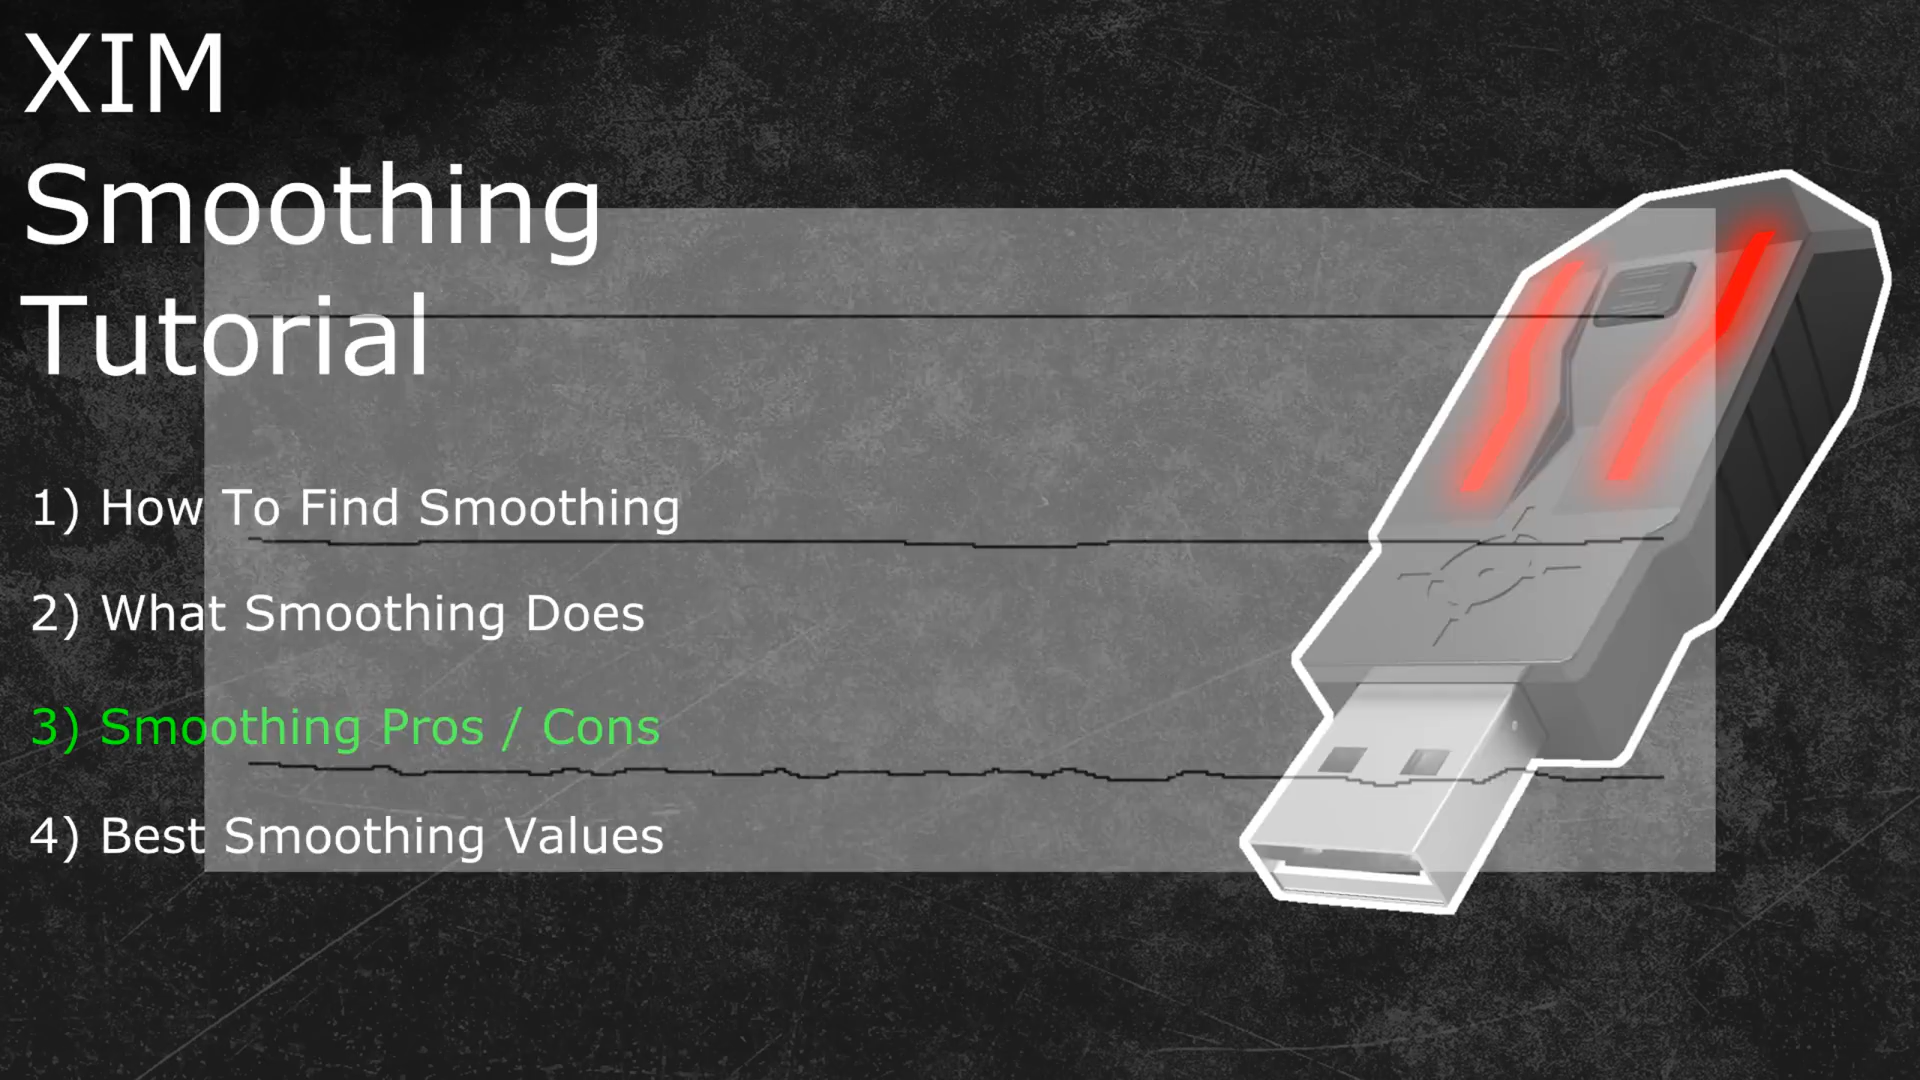 XIM
Smoothing
Tutorial
1) How To Find Smoothing
2) What Smoothing Does
3) Smoothing Pros / Cons
4) Best Smoothing Values